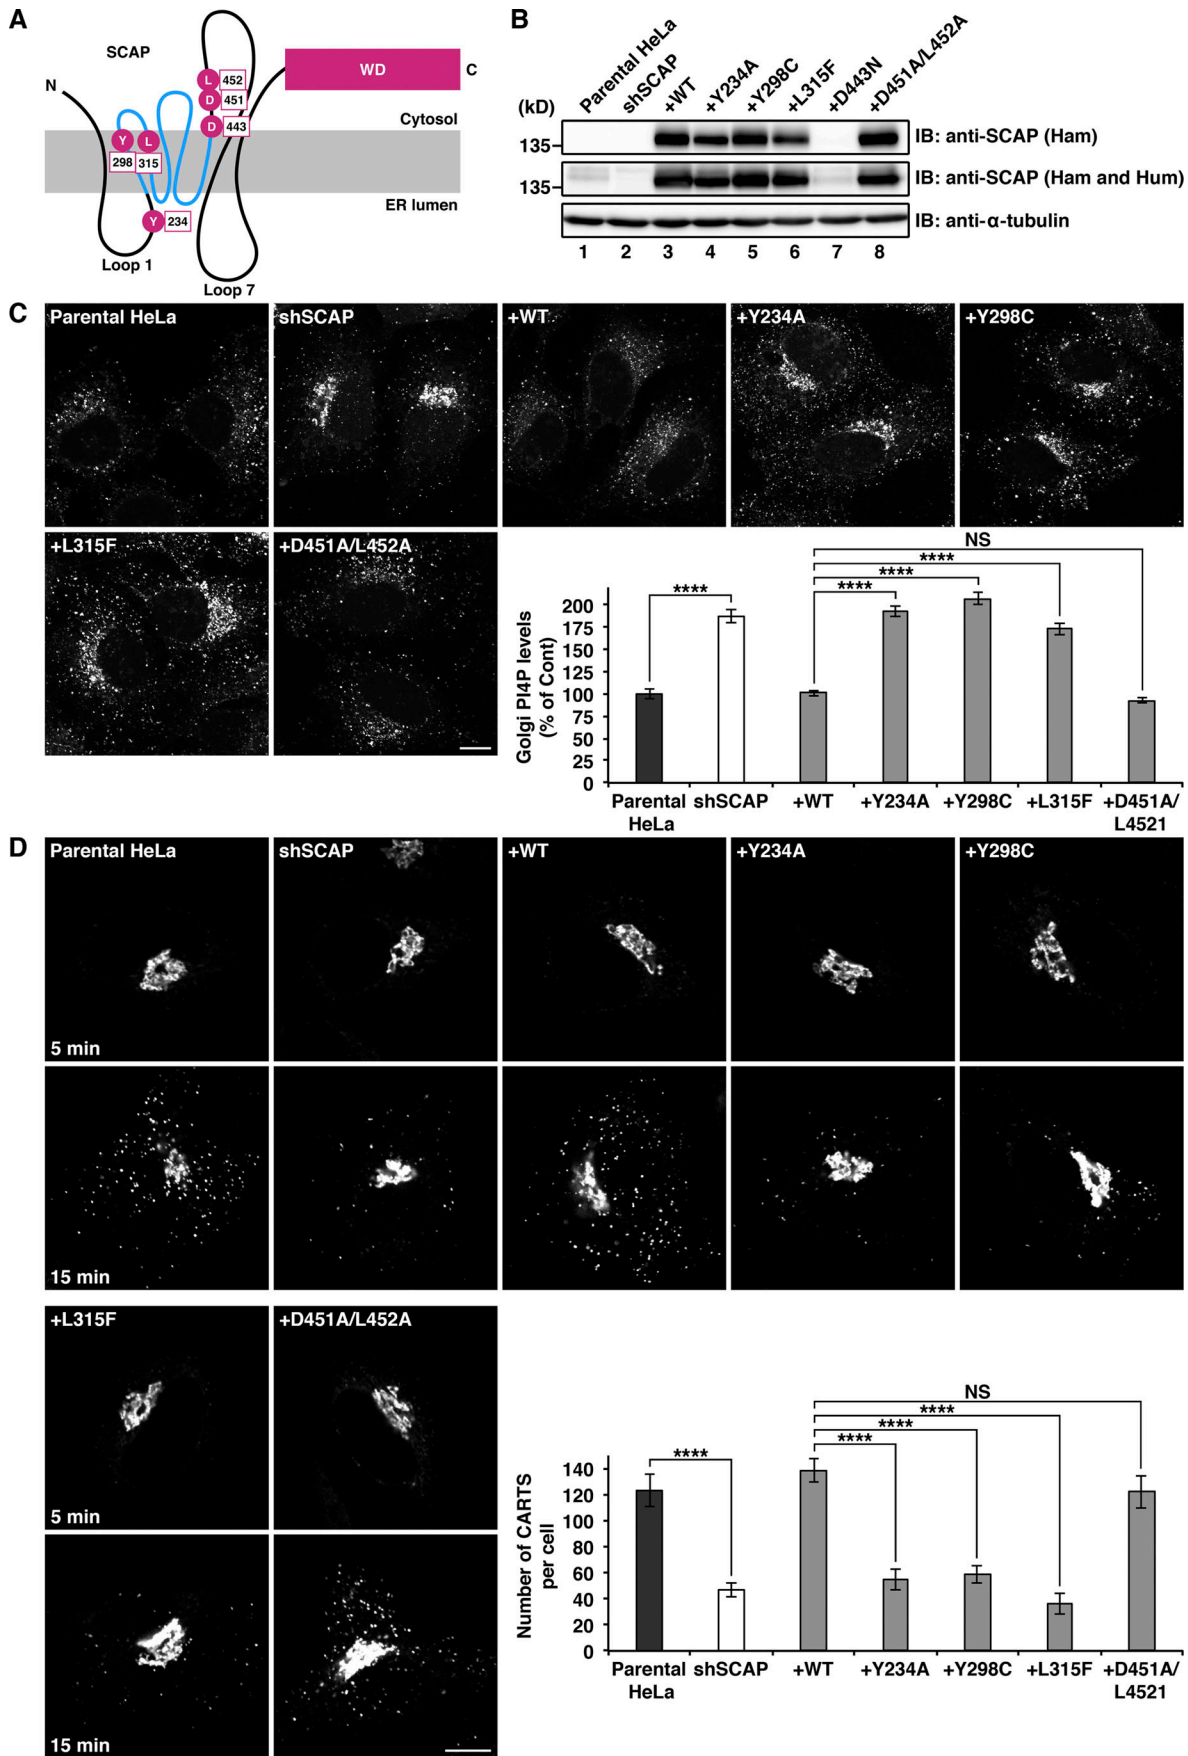 A
SCAP
N
L 452
D 451
D 443
Y L
298 315
Y 234
WD
C
Cytosol
ER lumen
Loop 1
Loop 7
B
Parental HeLa
shSCAP
+WT
+Y234A
+Y298C
+L315F
+D443N
+D451A/L452A
(kD)
135
IB: anti-SCAP (Ham)
135
IB: anti-SCAP (Ham and Hum)
IB: anti-α-tubulin
1 2 3 4 5 6 7 8
C
Parental HeLa
shSCAP
+WT
+Y234A
+Y298C
+L315F
+D451A/L452A
Golgi PI4P levels
(% of Cont)
200
175
150
125
100
75
50
25
0
****
****
****
****
NS
Parental
HeLa
shSCAP
+WT
+Y234A
+Y298C
+L315F
+D451A/
L4521
D
Parental HeLa
shSCAP
+WT
+Y234A
+Y298C
5 min
15 min
+L315F
+D451A/L452A
5 min
15 min
Number of CARTS
per cell
140
120
100
80
60
40
20
0
****
****
****
****
NS
Parental
HeLa
shSCAP
+WT
+Y234A
+Y298C
+L315F
+D451A/
L4521